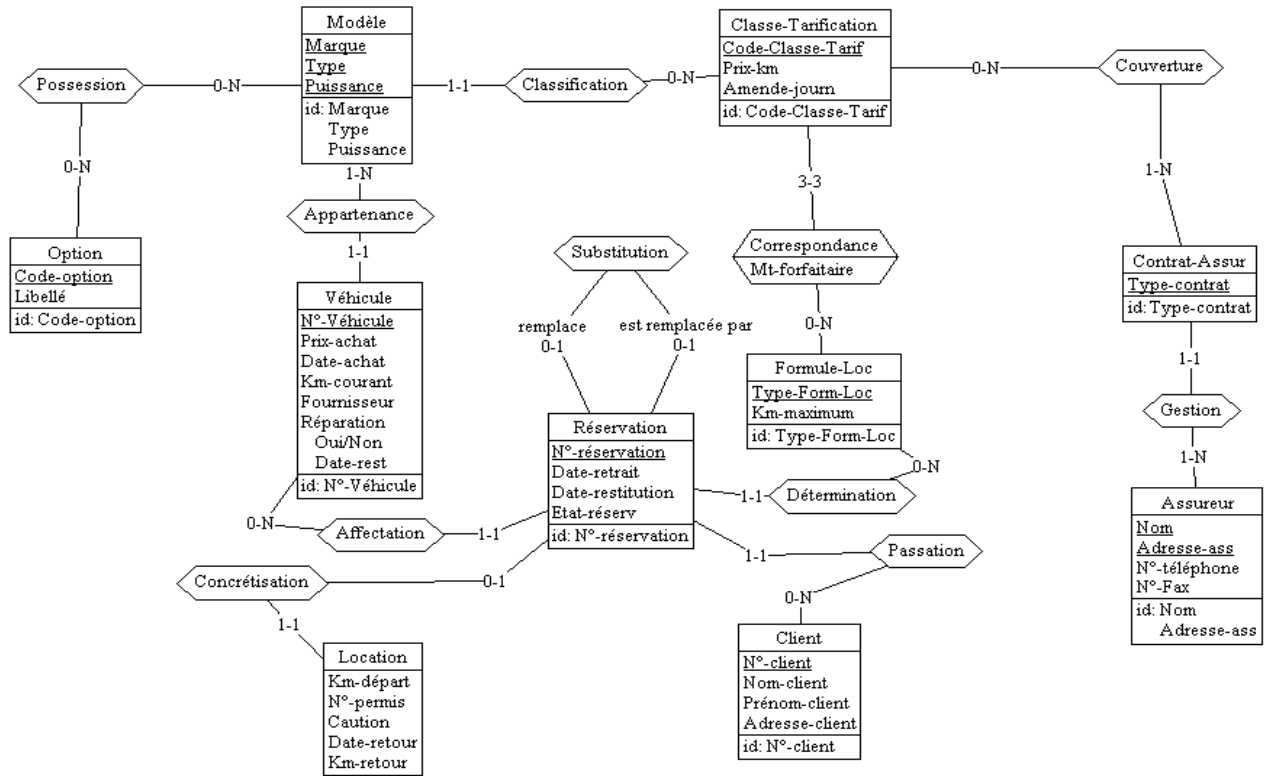 Modèle
Marque
Type
Puissance
id: Marque
Type
Puissance
Classe-Tarification
Code-Classe-Tarif
Prix-km
Amende-journ
id: Code-Classe-Tarif
Possession
0-N
1-1
Classification
0-N
0-N
Couverture
0-N
1-N
3-3
1-N
Appartenance
1-1
Option
Code-option
Libellé
id: Code-option
Substitution
Correspondance
Mt-forfaitaire
Contrat-Assur
Type-contrat
id: Type-contrat
Véhicule
N°-Véhicule
Prix-achat
Date-achat
Km-courant
Fournisseur
Réparation
Oui/Non
Date-rest
id: N°-Véhicule
remplace
0-1
est remplacée par
0-1
0-N
1-1
Formule-Loc
Type-Form-Loc
Km-maximum
id: Type-Form-Loc
Gestion
Réservation
N°-réservation
Date-retrait
Date-restitution
Etat-réserv
id: N°-réservation
0-N
1-N
1-1
Détermination
Assureur
Nom
Adresse-ass
N°-téléphone
N°-Fax
id: Nom
Adresse-ass
0-N
Affectation
1-1
1-1
Passation
Concrétisation
0-1
0-N
1-1
Location
Km-départ
N°-permis
Caution
Date-retour
Km-retour
Client
N°-client
Nom-client
Prénom-client
Adresse-client
id: N°-client